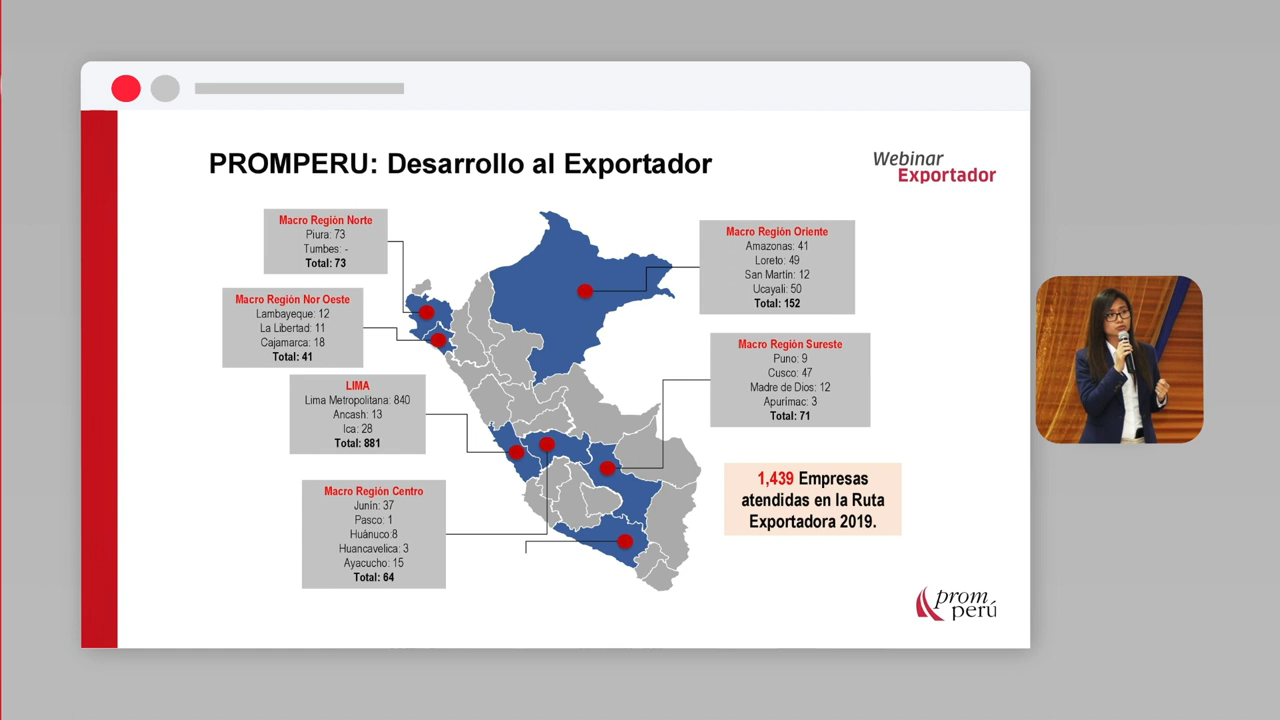 PROMPERU: Desarrollo al Exportador
Webinar
Exportador
Macro Región Norte
Piura: 73
Tumbes: -
Total: 73
Macro Región Nor Oeste
Lambayeque: 12
La Libertad: 11
Cajamarca: 18
Total: 41
LIMA
Lima Metropolitana: 840
Ancash: 13
Ica: 28
Total: 881
Macro Región Centro
Junín: 37
Pasco: 1
Huánuco:8
Huancavelica: 3
Ayacucho: 15
Total: 64
Macro Región Oriente
Amazonas: 41
Loreto: 49
San Martín: 12
Ucayali: 50
Total: 152
Macro Región Sureste
Puno: 9
Cusco: 47
Madre de Dios: 12
Apurímac: 3
Total: 71
1,439 Empresas
atendidas en la Ruta
Exportadora 2019.
prom
perú